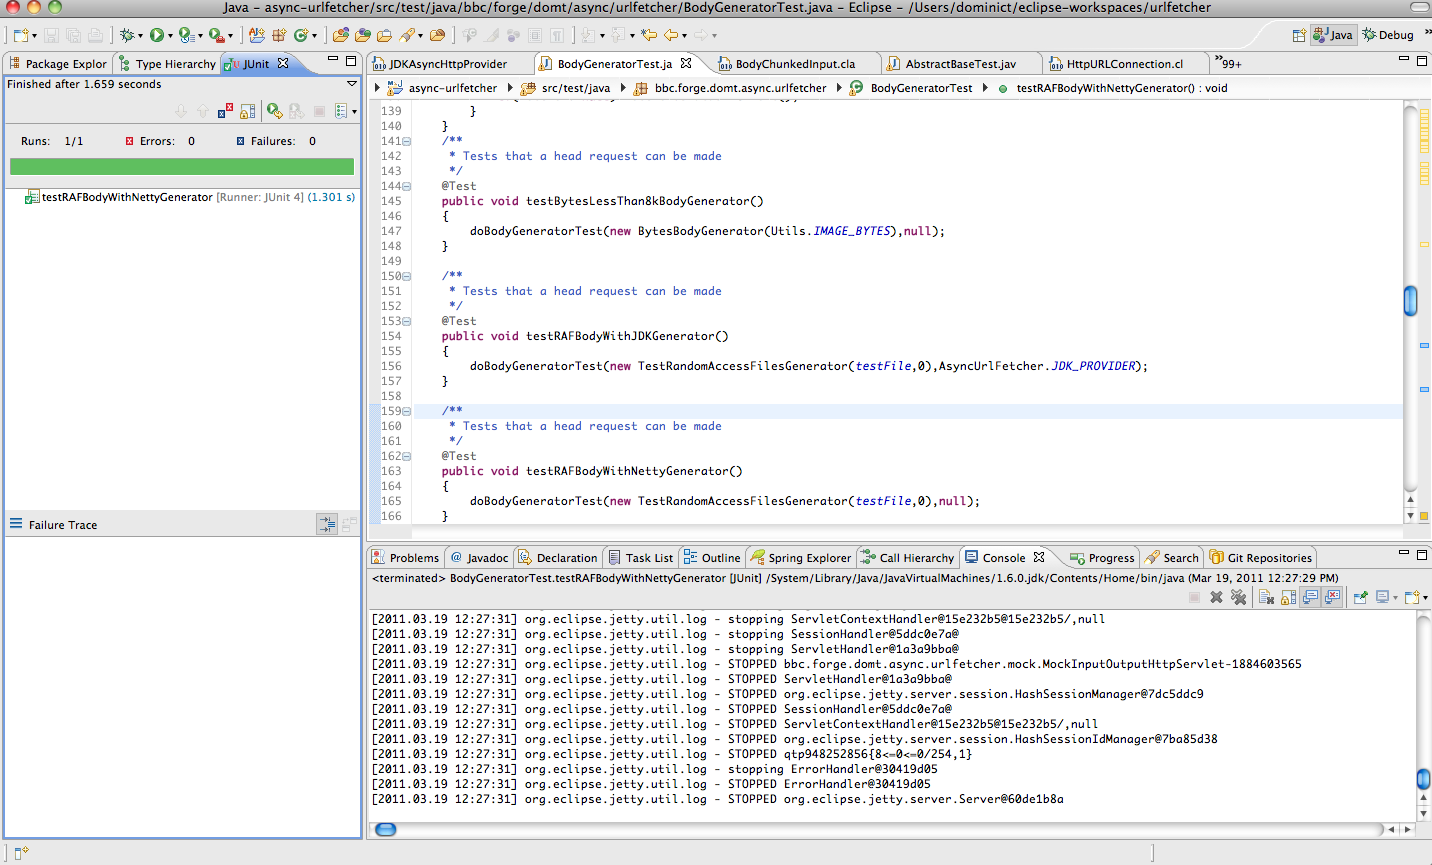 Java – async-urlfetcher/src/test/java/bbc/forge/domt/async/urlfetcher/BodyGeneratorTest.java – Eclipse – /Users/dominict/eclipse-workspaces/urlfetcher
Java Debug
Package Explor Type Hierarchy JUnit
Finished after 1.659 seconds
Runs: 1/1 Errors: 0 Failures: 0
testRAFBodyWithNettyGenerator [Runner: JUnit 4] (1.301 s)
Failure Trace
JDKAsyncHttpProvider BodyGeneratorTest.ja BodyChunkedInput.cla AbstractBaseTest.jav HttpURLConnection.cl 99+
async-urlfetcher src/test/java bbc.forge.domt.async.urlfetcher BodyGeneratorTest testRAFBodyWithNettyGenerator() : void
139 }
140 }
141 /**
142 * Tests that a head request can be made
143 */
144 @Test
145 public void testBytesLessThan8kBodyGenerator()
146 {
147 doBodyGeneratorTest(new BytesBodyGenerator(Utils.IMAGE_BYTES),null);
148 }
149
150 /**
151 * Tests that a head request can be made
152 */
153 @Test
154 public void testRAFBodyWithJDKGenerator()
155 {
156 doBodyGeneratorTest(new TestRandomAccessFilesGenerator(testFile,0),AsyncUrlFetcher.JDK_PROVIDER);
157 }
158
159 /**
160 * Tests that a head request can be made
161 */
162 @Test
163 public void testRAFBodyWithNettyGenerator()
164 {
165 doBodyGeneratorTest(new TestRandomAccessFilesGenerator(testFile,0),null);
166 }
Problems @ Javadoc Declaration Task List Outline Spring Explorer Call Hierarchy Console Progress Search Git Repositories
<terminated> BodyGeneratorTest.testRAFBodyWithNettyGenerator [JUnit] /System/Library/Java/JavaVirtualMachines/1.6.0.jdk/Contents/Home/bin/java (Mar 19, 2011 12:27:29 PM)
[2011.03.19 12:27:31] org.eclipse.jetty.util.log - stopping ServletContextHandler@15e232b5@15e232b5/,null
[2011.03.19 12:27:31] org.eclipse.jetty.util.log - stopping SessionHandler@5ddc0e7a@
[2011.03.19 12:27:31] org.eclipse.jetty.util.log - stopping ServletHandler@1a3a9bba@
[2011.03.19 12:27:31] org.eclipse.jetty.util.log - STOPPED bbc.forge.domt.async.urlfetcher.mock.MockInputOutputHttpServlet-1884603565
[2011.03.19 12:27:31] org.eclipse.jetty.util.log - STOPPED ServletHandler@1a3a9bba@
[2011.03.19 12:27:31] org.eclipse.jetty.util.log - STOPPED org.eclipse.jetty.server.session.HashSessionManager@7dc5ddc9
[2011.03.19 12:27:31] org.eclipse.jetty.util.log - STOPPED SessionHandler@5ddc0e7a@
[2011.03.19 12:27:31] org.eclipse.jetty.util.log - STOPPED ServletContextHandler@15e232b5@15e232b5/,null
[2011.03.19 12:27:31] org.eclipse.jetty.util.log - STOPPED org.eclipse.jetty.server.session.HashSessionIdManager@7ba85d38
[2011.03.19 12:27:31] org.eclipse.jetty.util.log - STOPPED qtp948252856{8<=0<=0/254,1}
[2011.03.19 12:27:31] org.eclipse.jetty.util.log - stopping ErrorHandler@30419d05
[2011.03.19 12:27:31] org.eclipse.jetty.util.log - STOPPED ErrorHandler@30419d05
[2011.03.19 12:27:31] org.eclipse.jetty.util.log - STOPPED org.eclipse.jetty.server.Server@60de1b8a